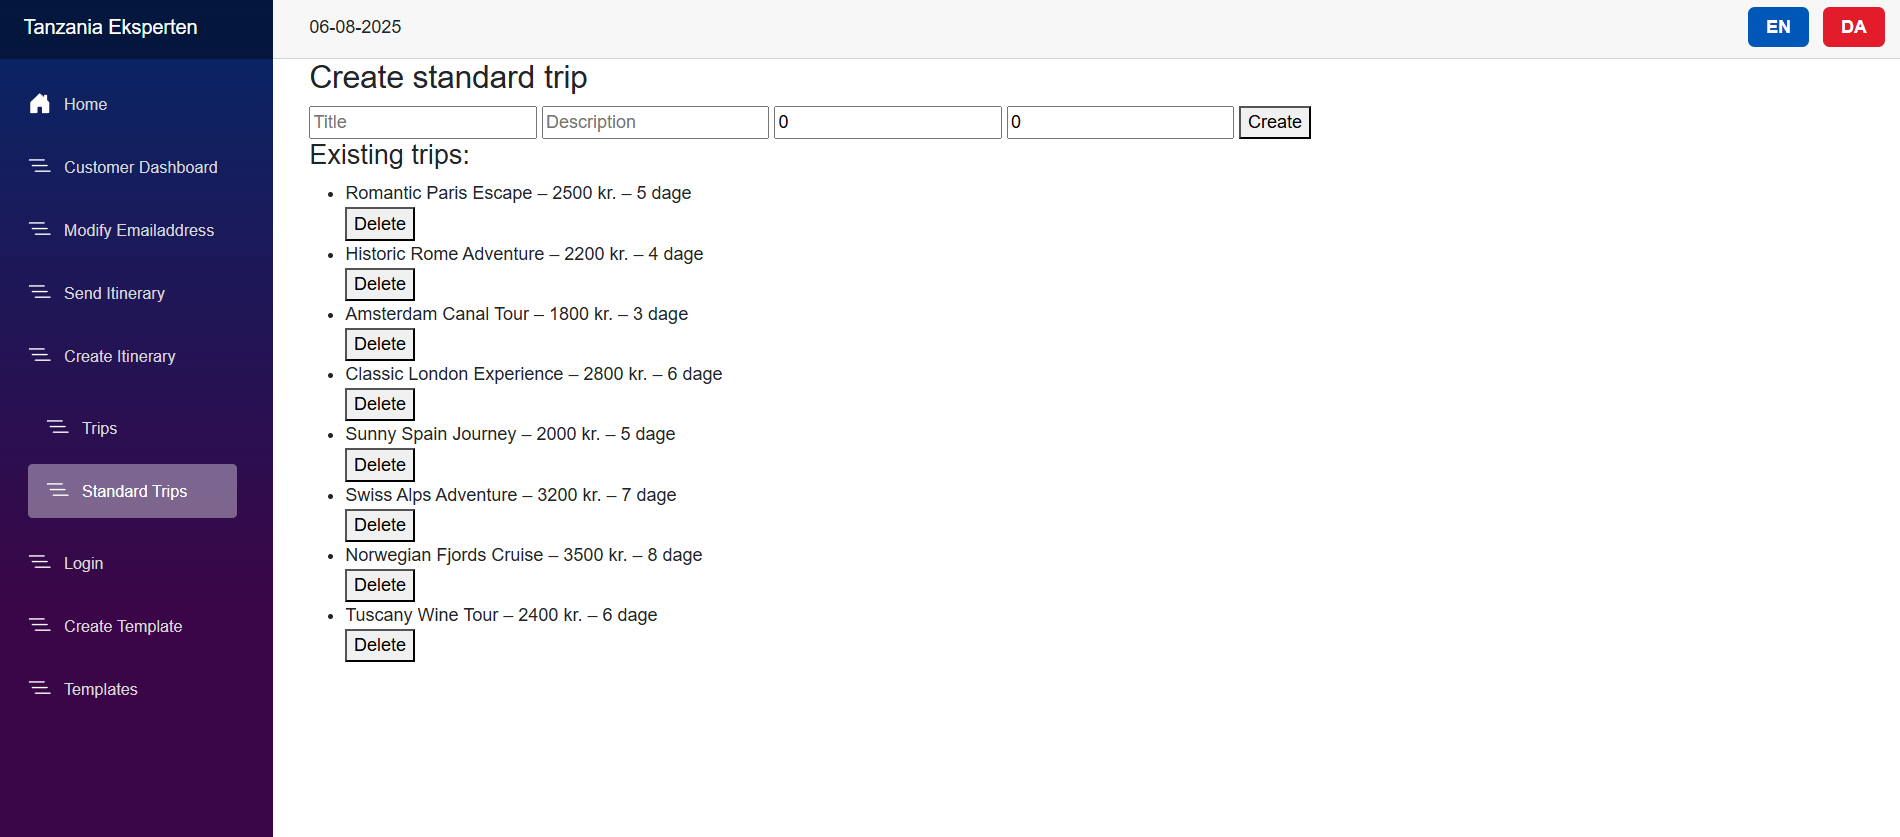 Tanzania Eksperten
Home
Customer Dashboard
Modify Emailaddress
Send Itinerary
Create Itinerary
Trips
Standard Trips
Login
Create Template
Templates
06-08-2025
EN DA
Create standard trip
Title Description 0 0 Create
Existing trips:
Romantic Paris Escape – 2500 kr. – 5 dage
Delete
Historic Rome Adventure – 2200 kr. – 4 dage
Delete
Amsterdam Canal Tour – 1800 kr. – 3 dage
Delete
Classic London Experience – 2800 kr. – 6 dage
Delete
Sunny Spain Journey – 2000 kr. – 5 dage
Delete
Swiss Alps Adventure – 3200 kr. – 7 dage
Delete
Norwegian Fjords Cruise – 3500 kr. – 8 dage
Delete
Tuscany Wine Tour – 2400 kr. – 6 dage
Delete